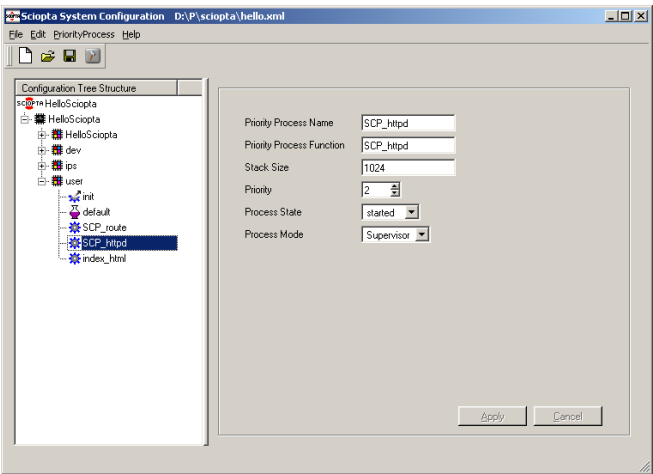 Sciopta System Configuration D:\P\sciopta\hello.xml
File Edit PriorityProcess Help
Configuration Tree Structure
SCIOPTA HelloSciopta
HelloSciopta
HelloSciopta
dev
ips
user
init
default
SCP_route
SCP_httpd
index_html
Priority Process Name SCP_httpd
Priority Process Function SCP_httpd
Stack Size 1024
Priority 2
Process State started
Process Mode Supervisor
Apply Cancel